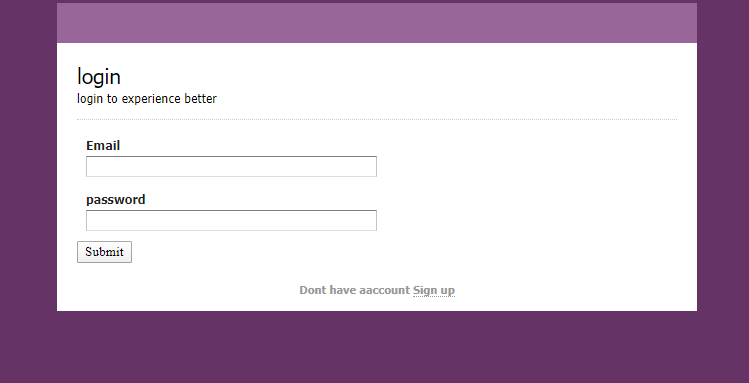 login
login to experience better
Email
password
Submit
Dont have aaccount Sign up